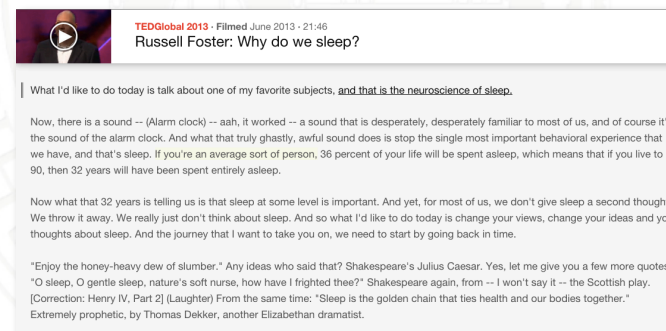 TEDGlobal 2013 · Filmed June 2013 · 21:46
Russell Foster: Why do we sleep?
What I'd like to do today is talk about one of my favorite subjects, and that is the neuroscience of sleep.
Now, there is a sound -- (Alarm clock) -- aah, it worked -- a sound that is desperately, desperately familiar to most of us, and of course it'
the sound of the alarm clock. And what that truly ghastly, awful sound does is stop the single most important behavioral experience that
we have, and that's sleep. If you're an average sort of person, 36 percent of your life will be spent asleep, which means that if you live to
90, then 32 years will have been spent entirely asleep.
Now what that 32 years is telling us is that sleep at some level is important. And yet, for most of us, we don't give sleep a second though
We throw it away. We really just don't think about sleep. And so what I'd like to do today is change your views, change your ideas and yo
thoughts about sleep. And the journey that I want to take you on, we need to start by going back in time.
"Enjoy the honey-heavy dew of slumber." Any ideas who said that? Shakespeare's Julius Caesar. Yes, let me give you a few more quotes
"O sleep, O gentle sleep, nature's soft nurse, how have I frighted thee?" Shakespeare again, from -- I won't say it -- the Scottish play.
[Correction: Henry IV, Part 2] (Laughter) From the same time: "Sleep is the golden chain that ties health and our bodies together."
Extremely prophetic, by Thomas Dekker, another Elizabethan dramatist.